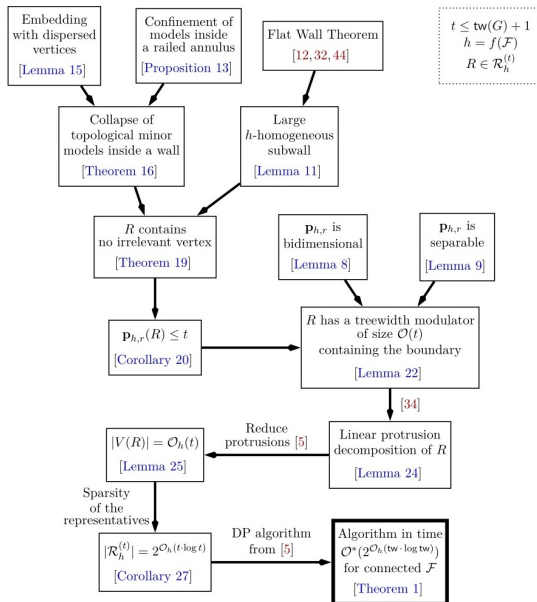 Embedding
with dispersed
vertices
[Lemma 15]
Confinement of
models inside
a railed annulus
[Proposition 13]
Flat Wall Theorem
[12, 32, 44]
t ≤ tw(G) + 1
h = f(ℱ)
R ∈ ℛ_h^{(t)}
Collapse of
topological minor
models inside a wall
[Theorem 16]
Large
h-homogeneous
subwall
[Lemma 11]
R contains
no irrelevant vertex
[Theorem 19]
p_{h,r} is
bidimensional
[Lemma 8]
p_{h,r} is
separable
[Lemma 9]
p_{h,r}(R) ≤ t
[Corollary 20]
R has a treewidth modulator
of size 𝒪(t)
containing the boundary
[Lemma 22]
[34]
|V(R)| = 𝒪_h(t)
[Lemma 25]
Reduce
protrusions [5]
Linear protrusion
decomposition of R
[Lemma 24]
Sparsity
of the
representatives
|ℛ_h^{(t)}| = 2^{𝒪_h(t·log t)}
[Corollary 27]
DP algorithm
from [5]
Algorithm in time
𝒪*(2^{𝒪_h(tw·log tw)})
for connected ℱ
[Theorem 1]